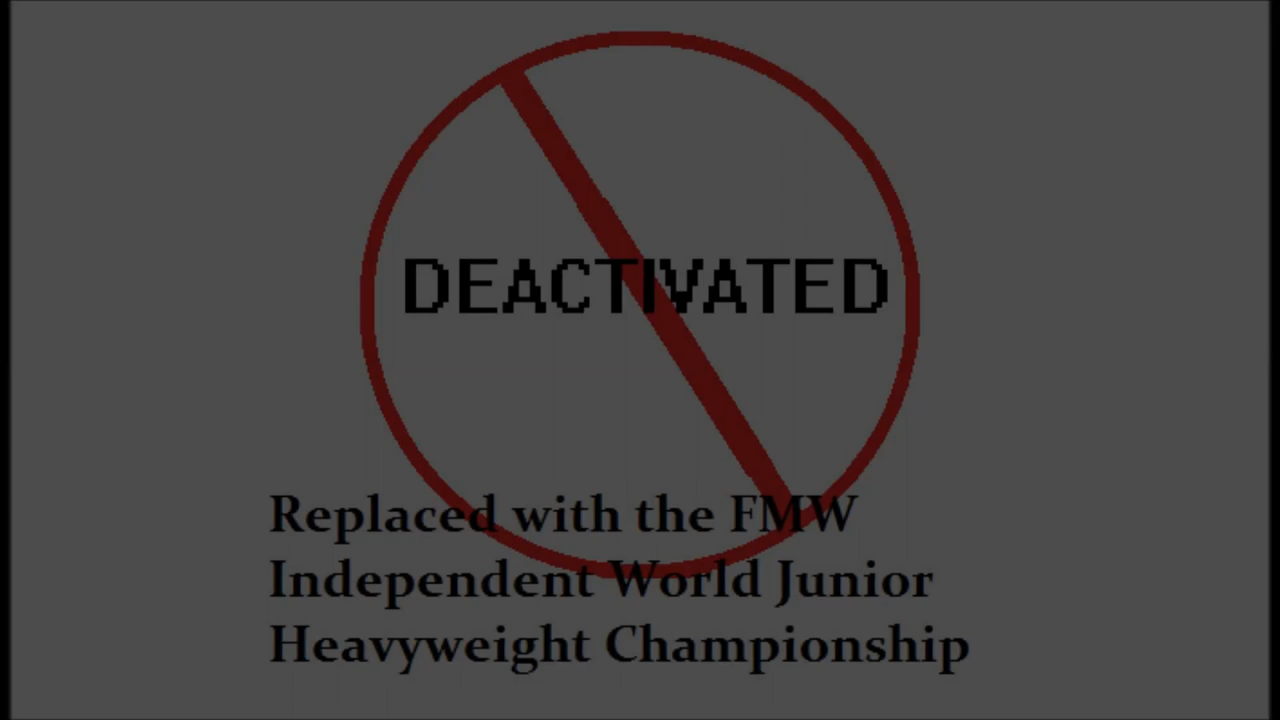 DEACTIVATED
Replaced with the FMW
Independent World Junior
Heavyweight Championship